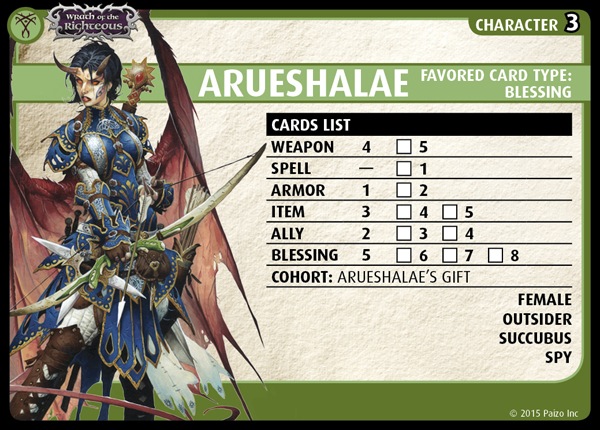 WRATH OF THE
RIGHTEOUS
CHARACTER 3
ARUESHALAE
FAVORED CARD TYPE:
BLESSING
CARDS LIST
WEAPON 4 ☐ 5
SPELL — ☐ 1
ARMOR 1 ☐ 2
ITEM 3 ☐ 4 ☐ 5
ALLY 2 ☐ 3 ☐ 4
BLESSING 5 ☐ 6 ☐ 7 ☐ 8
COHORT: ARUESHALAE'S GIFT
FEMALE
OUTSIDER
SUCCUBUS
SPY
© 2015 Paizo Inc